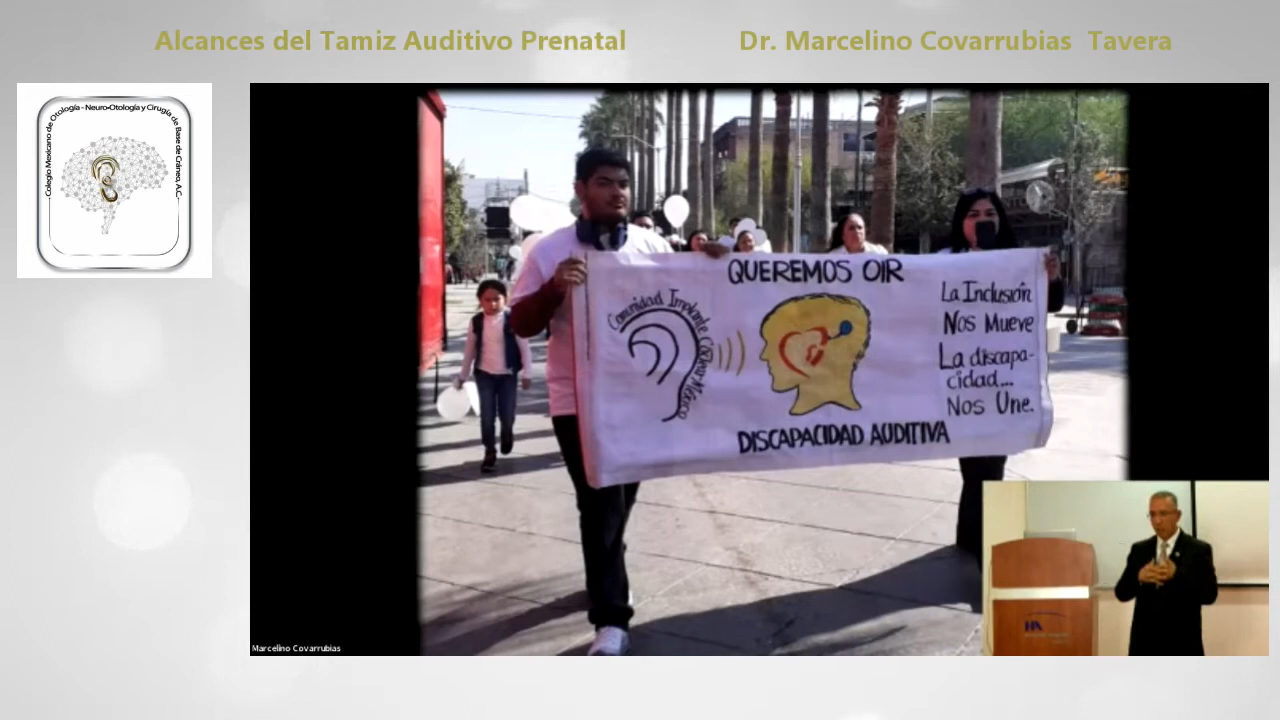 Alcances del Tamiz Auditivo Prenatal
Dr. Marcelino Covarrubias Tavera
Colegio Mexicano de Otología - Neuro-Otología y Cirugía de Base de Cráneo, A.C.
QUEREMOS OIR
Comunidad Implante Coclear México
La Inclusión
Nos Mueve
La discapa-
cidad...
Nos Une.
DISCAPACIDAD AUDITIVA
HA
Marcelino Covarrubias